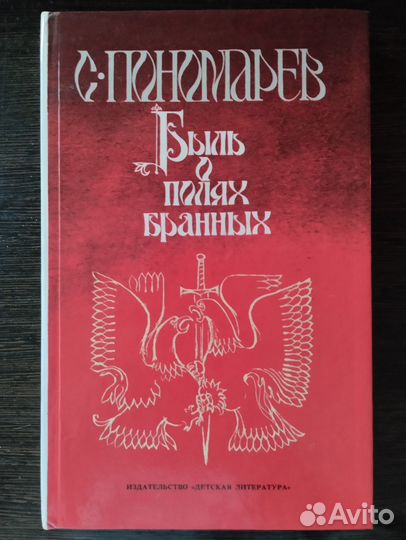 С·ПОНОМАРЕВ
Быль
о
полях
бранных
ИЗДАТЕЛЬСТВО «ДЕТСКАЯ ЛИТЕРАТУРА»
Avito